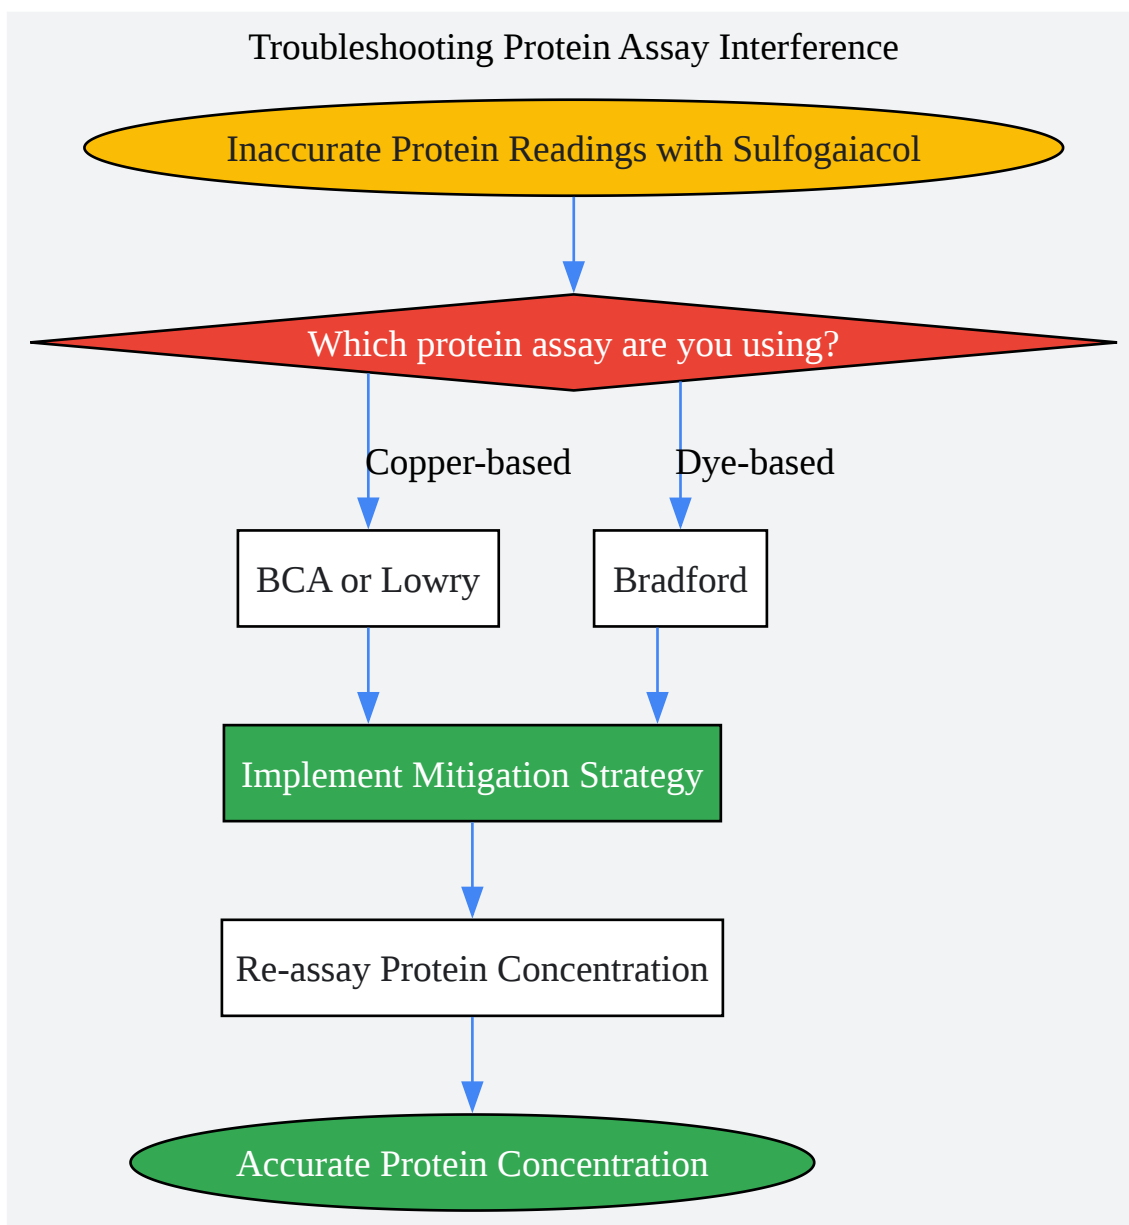 Troubleshooting Protein Assay Interference
Inaccurate Protein Readings with Sulfogaiacol
Which protein assay are you using?
Copper-based
Dye-based
BCA or Lowry
Bradford
Implement Mitigation Strategy
Re-assay Protein Concentration
Accurate Protein Concentration